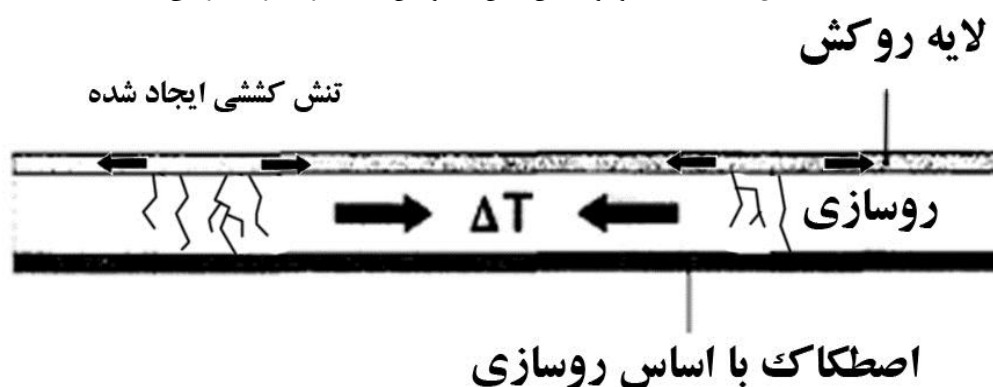 لایه روکش
تنش کششی ایجاد شده
روسازی
ΔT
اصطکاک با اساس روسازی